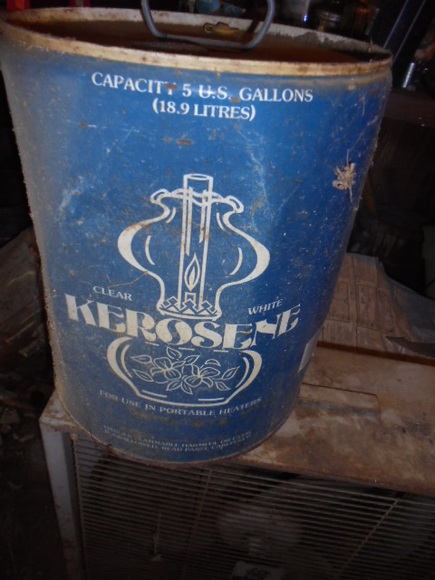 CAPACITY 5 U.S. GALLONS
(18.9 LITRES)
CLEAR
WHITE
KEROSENE
FOR USE IN PORTABLE HEATERS